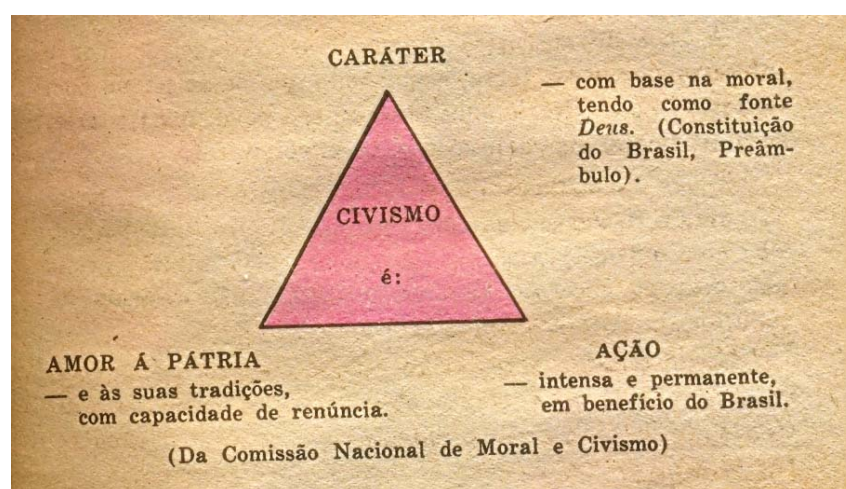 CARÁTER
— com base na moral,
tendo como fonte
Deus. (Constituição
do Brasil, Preâm-
bulo).
CIVISMO
é:
AMOR Á PÁTRIA
— e às suas tradições,
com capacidade de renúncia.
AÇÃO
— intensa e permanente,
em benefício do Brasil.
(Da Comissão Nacional de Moral e Civismo)